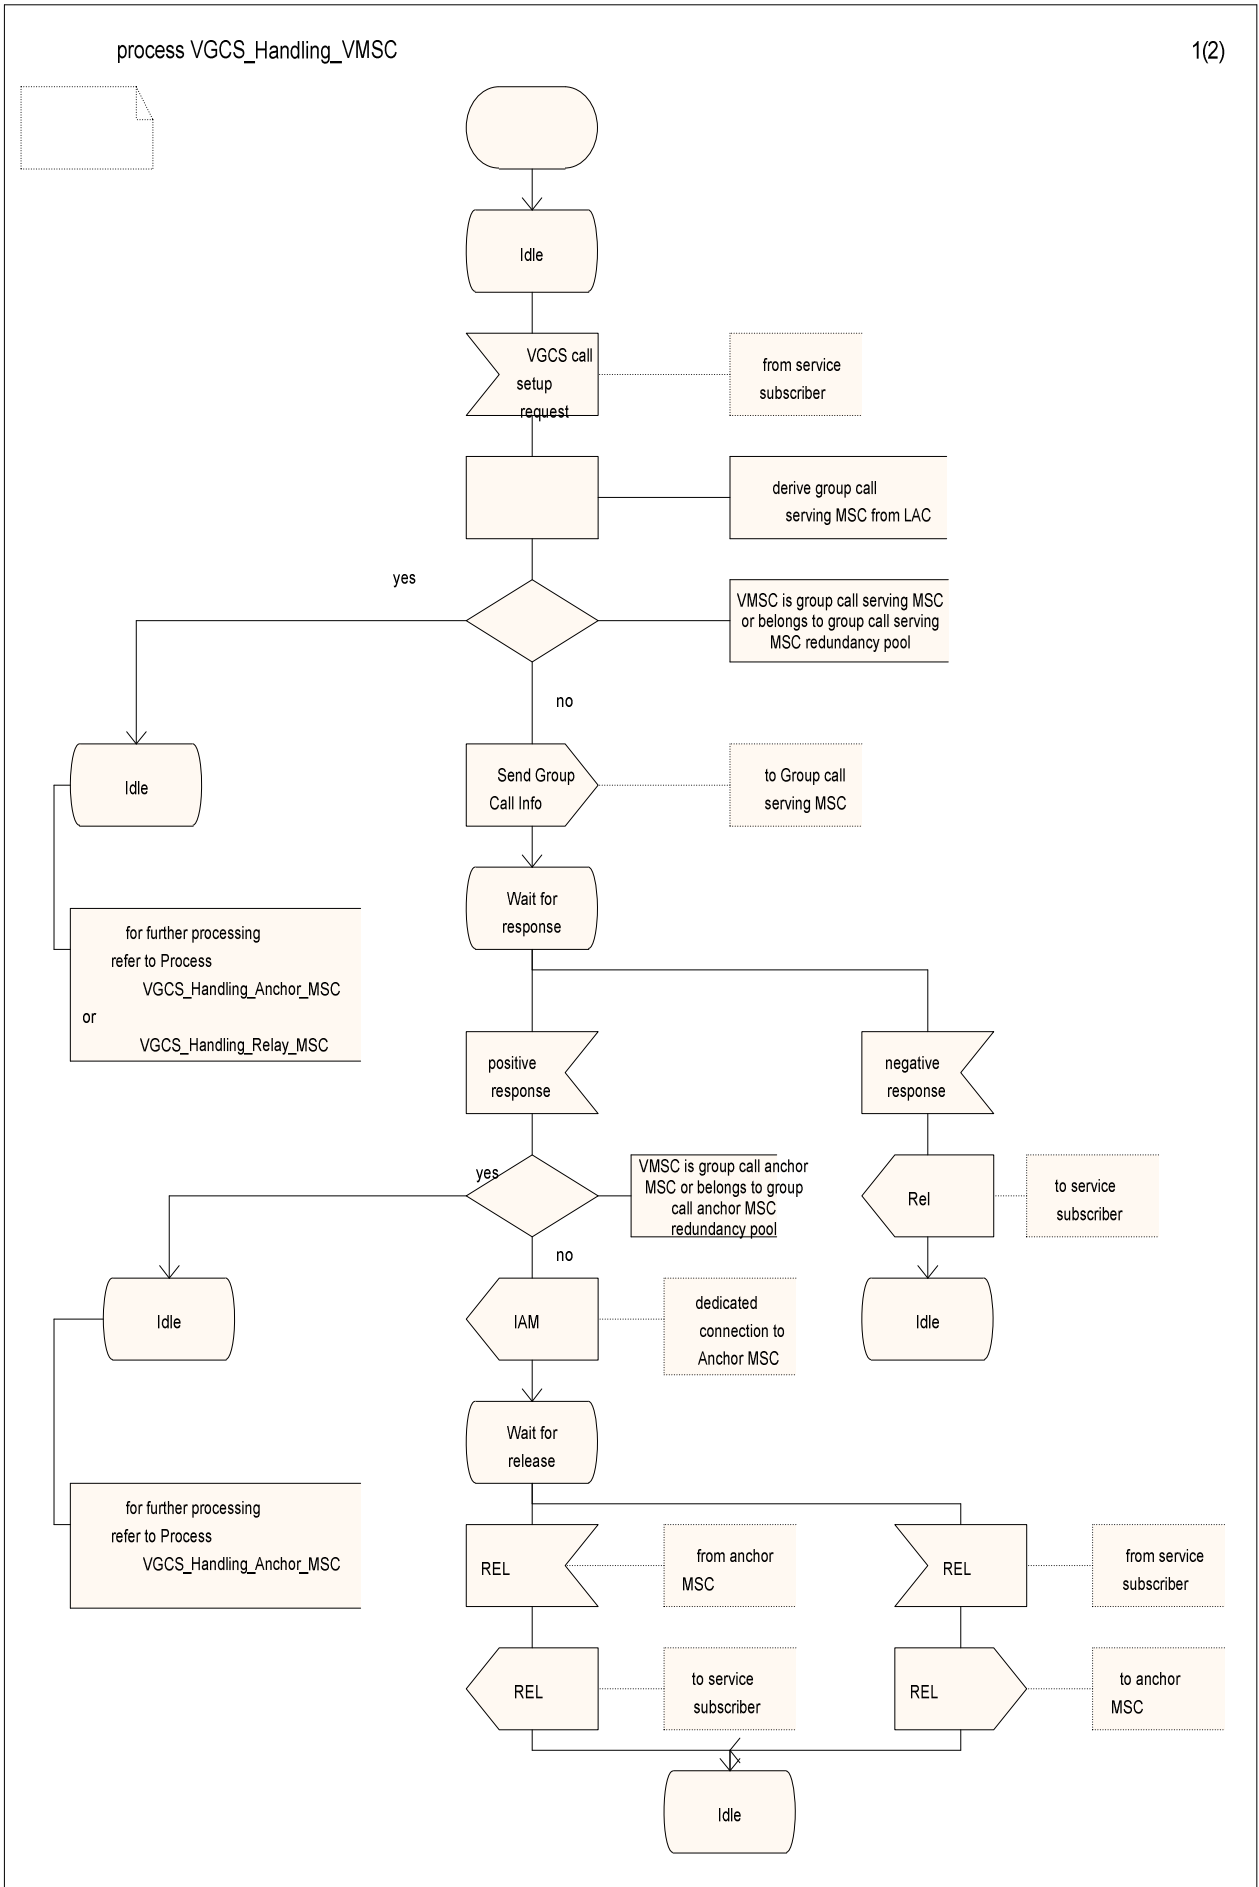 process VGCS_Handling_VMSC
1(2)
Idle
VGCS call
setup
request
from service
subscriber
derive group call
serving MSC from LAC
yes
VMSC is group call serving MSC
or belongs to group call serving
MSC redundancy pool
no
Idle
Send Group
Call Info
to Group call
serving MSC
Wait for
response
for further processing
refer to Process
VGCS_Handling_Anchor_MSC
or
VGCS_Handling_Relay_MSC
positive
response
negative
response
yes
VMSC is group call anchor
MSC or belongs to group
call anchor MSC
redundancy pool
Rel
to service
subscriber
no
Idle
IAM
dedicated
connection to
Anchor MSC
Idle
Wait for
release
for further processing
refer to Process
VGCS_Handling_Anchor_MSC
REL
from anchor
MSC
REL
from service
subscriber
REL
to service
subscriber
REL
to anchor
MSC
Idle